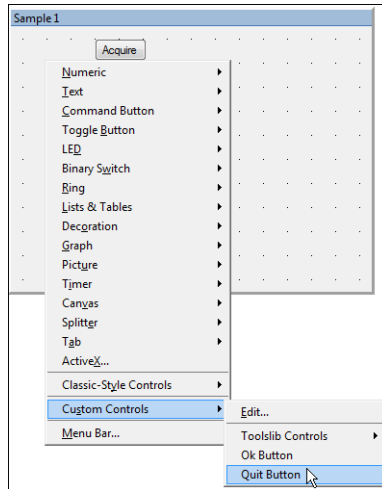 Sample 1
Acquire
Numeric
Text
Command Button
Toggle Button
LED
Binary Switch
Ring
Lists & Tables
Decoration
Graph
Picture
Timer
Canvas
Splitter
Tab
ActiveX...
Classic-Style Controls
Custom Controls
Menu Bar...
Edit...
Toolslib Controls
Ok Button
Quit Button